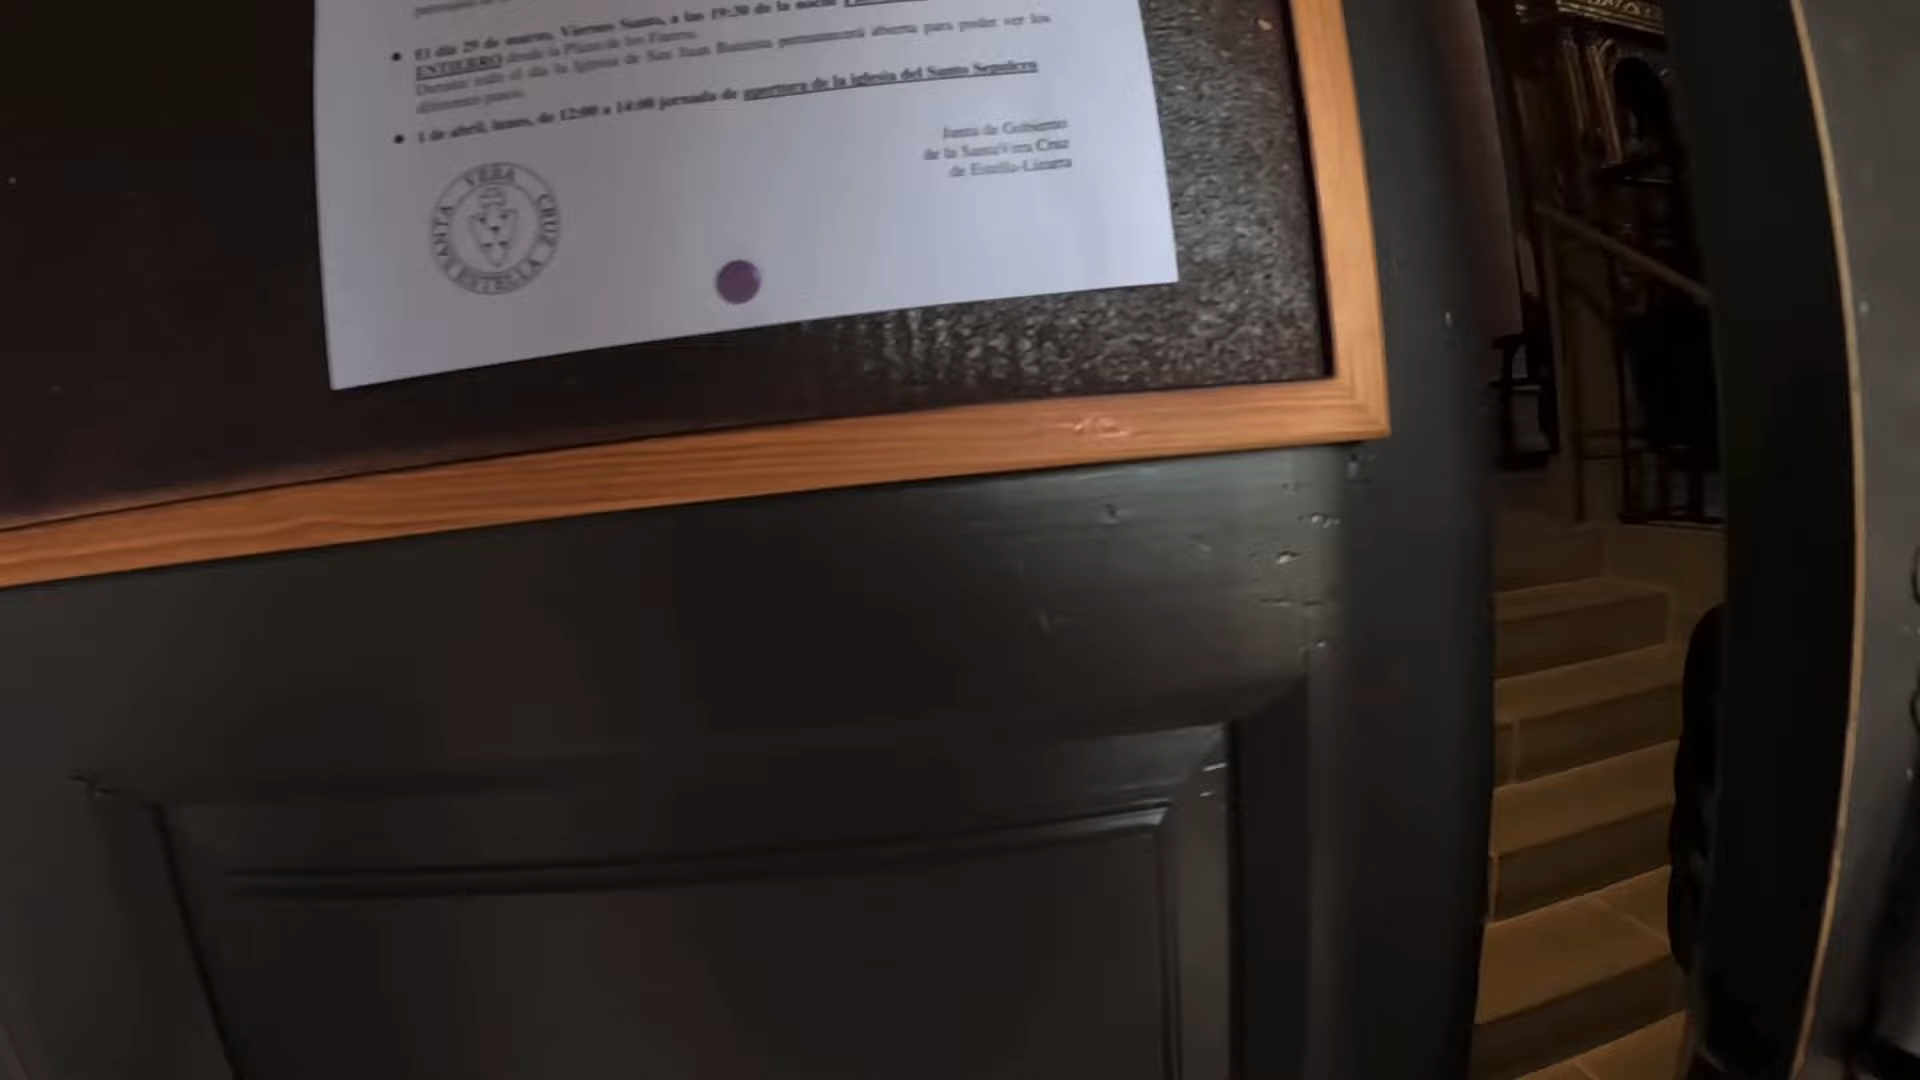 El día 29 de marzo, Viernes Santo, a las 19:30 de la noche
ENTIERRO desde la Plaza de los Fueros.
Durante todo el día la Iglesia de San Juan Bautista permanecerá abierta para poder ver los
diferentes pasos.
1 de abril, lunes, de 12:00 a 14:00 jornada de apertura de la iglesia del Santo Sepulcro
Junta de Gobierno
de la Santa Vera Cruz
de Estella-Lizarra
SANTA VERA CRUZ
ESTELLA